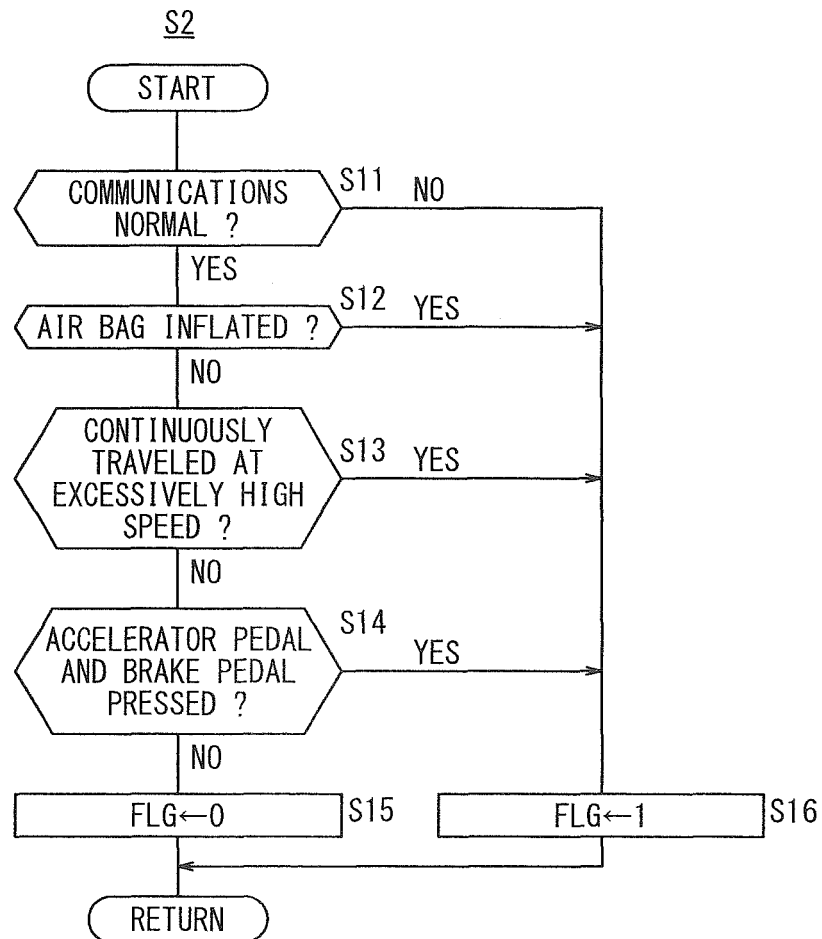 S2
START
COMMUNICATIONS
NORMAL ?
S11
NO
YES
AIR BAG INFLATED ?
S12
YES
NO
CONTINUOUSLY
TRAVELED AT
EXCESSIVELY HIGH
SPEED ?
S13
YES
NO
ACCELERATOR PEDAL
AND BRAKE PEDAL
PRESSED ?
S14
YES
NO
FLG←0
S15
FLG←1
S16
RETURN